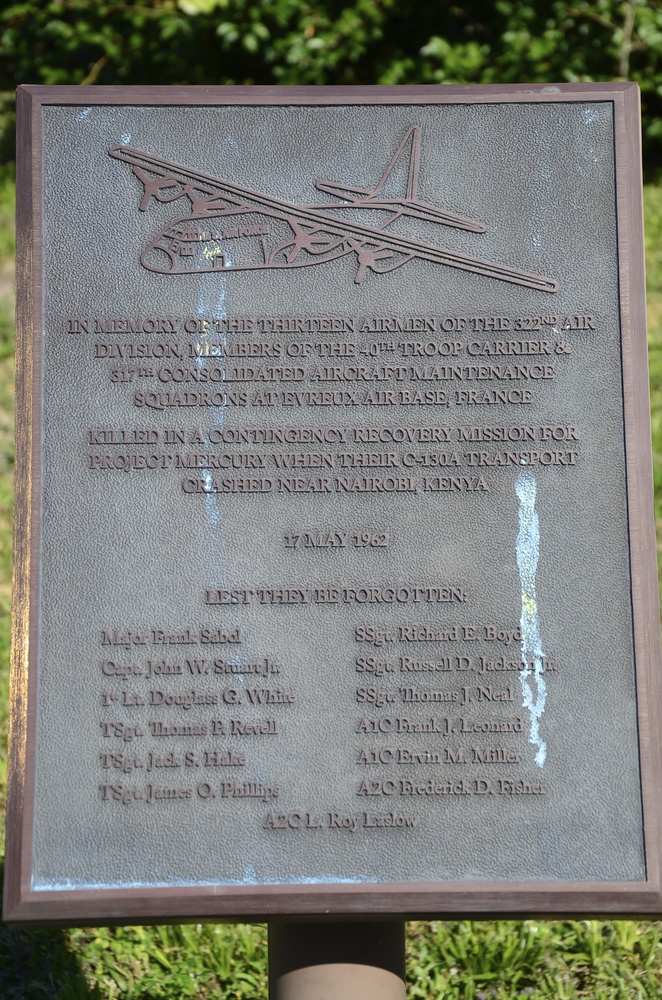 IN MEMORY OF THE THIRTEEN AIRMEN OF THE 322ND AIR
DIVISION, MEMBERS OF THE 40TH TROOP CARRIER &
317TH CONSOLIDATED AIRCRAFT MAINTENANCE
SQUADRONS AT EVREUX AIR BASE, FRANCE
KILLED IN A CONTINGENCY RECOVERY MISSION FOR
PROJECT MERCURY WHEN THEIR C-130A TRANSPORT
CRASHED NEAR NAIROBI, KENYA
17 MAY 1962
LEST THEY BE FORGOTTEN:
Major Frank Sabol SSgt. Richard E. Boyd
Capt. John W. Stuart Jr. SSgt. Russell D. Jackson Jr.
1st Lt. Douglass G. White SSgt. Thomas J. Neal
TSgt. Thomas P. Revell A1C Frank J. Leonard
TSgt. Jack S. Hake A1C Ervin M. Miller
TSgt. James O. Phillips A2C Frederick D. Fisher
A2C L. Roy Laslow